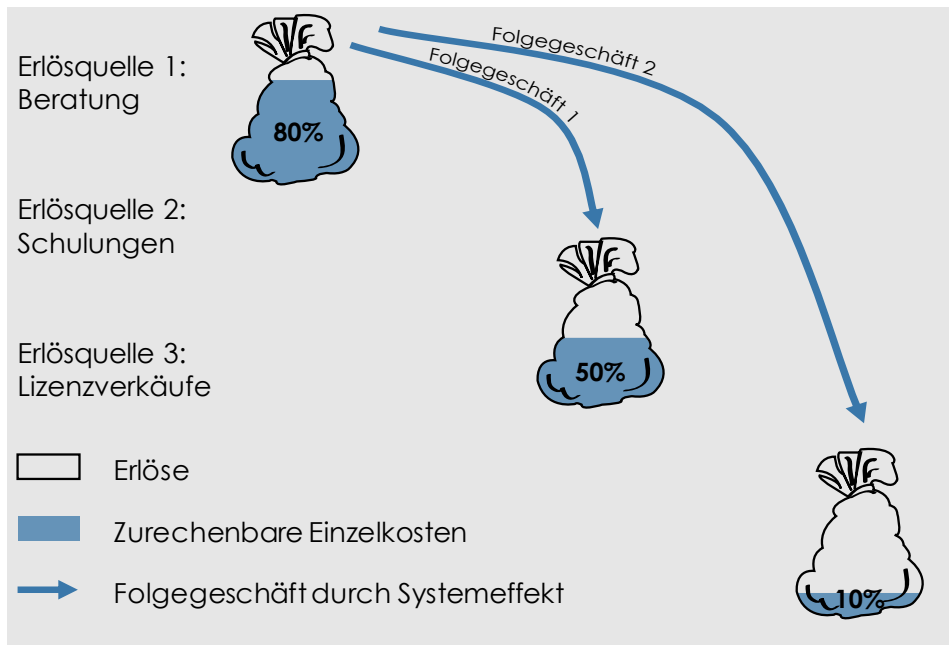 Erlösquelle 1:
Beratung
80%
Folgegeschäft 1
Folgegeschäft 2
Erlösquelle 2:
Schulungen
Erlösquelle 3:
Lizenzverkäufe
50%
Erlöse
Zurechenbare Einzelkosten
Folgegeschäft durch Systemeffekt
10%